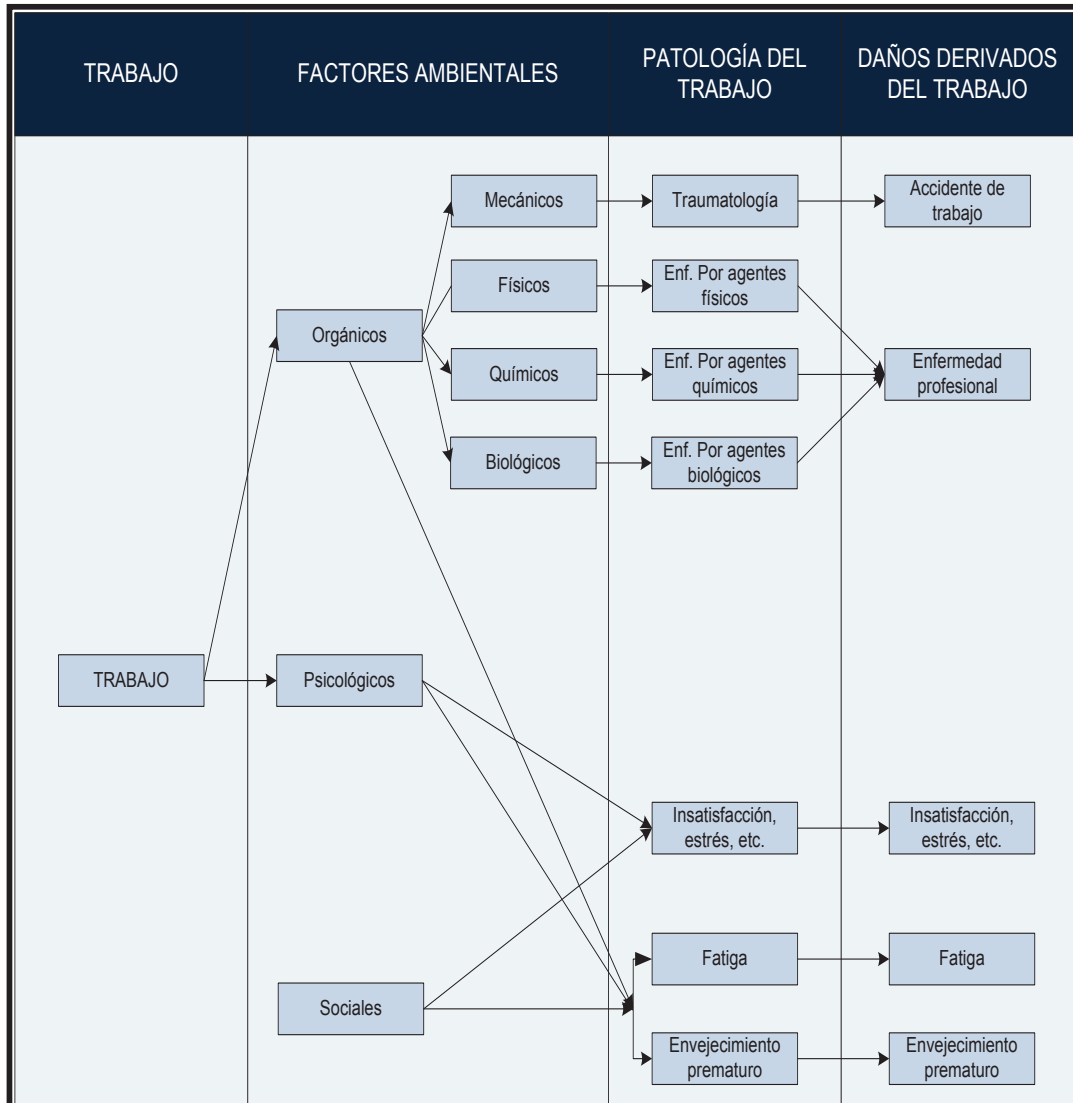 TRABAJO
FACTORES AMBIENTALES
PATOLOGÍA DEL
TRABAJO
DAÑOS DERIVADOS
DEL TRABAJO
Mecánicos
Traumatología
Accidente de
trabajo
Físicos
Enf. Por agentes
físicos
Orgánicos
Químicos
Enf. Por agentes
químicos
Enfermedad
profesional
Biológicos
Enf. Por agentes
biológicos
TRABAJO
Psicológicos
Insatisfacción,
estrés, etc.
Insatisfacción,
estrés, etc.
Fatiga
Fatiga
Sociales
Envejecimiento
prematuro
Envejecimiento
prematuro